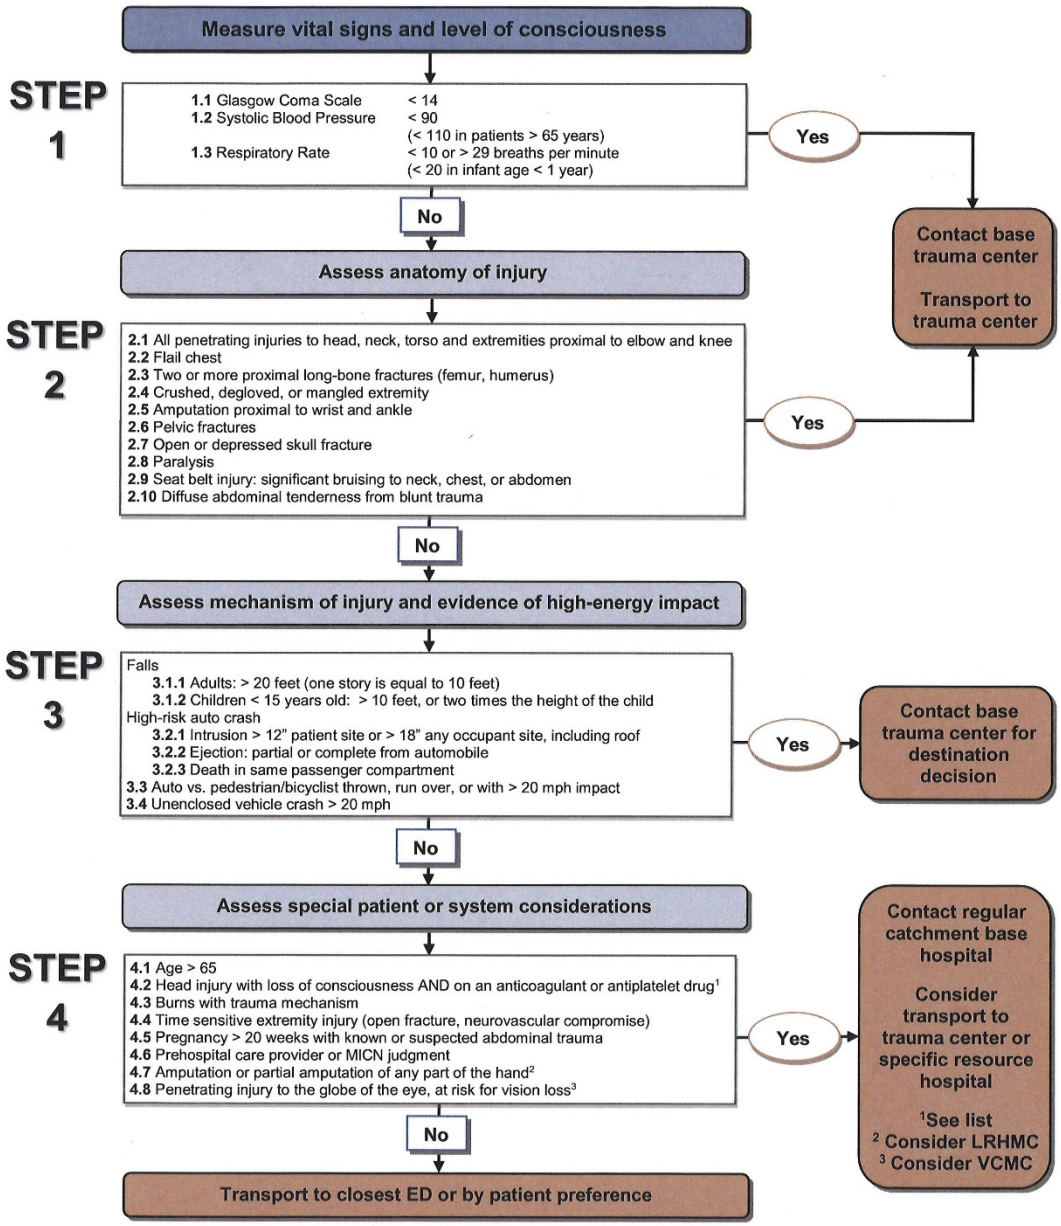 Measure vital signs and level of consciousness
STEP
1
1.1 Glasgow Coma Scale < 14
1.2 Systolic Blood Pressure < 90
(< 110 in patients > 65 years)
1.3 Respiratory Rate < 10 or > 29 breaths per minute
(< 20 in infant age < 1 year)
Yes
No
Contact base
trauma center
Transport to
trauma center
Assess anatomy of injury
STEP
2
2.1 All penetrating injuries to head, neck, torso and extremities proximal to elbow and knee
2.2 Flail chest
2.3 Two or more proximal long-bone fractures (femur, humerus)
2.4 Crushed, degloved, or mangled extremity
2.5 Amputation proximal to wrist and ankle
2.6 Pelvic fractures
2.7 Open or depressed skull fracture
2.8 Paralysis
2.9 Seat belt injury: significant bruising to neck, chest, or abdomen
2.10 Diffuse abdominal tenderness from blunt trauma
Yes
No
Assess mechanism of injury and evidence of high-energy impact
STEP
3
Falls
3.1.1 Adults: > 20 feet (one story is equal to 10 feet)
3.1.2 Children < 15 years old: > 10 feet, or two times the height of the child
High-risk auto crash
3.2.1 Intrusion > 12” patient site or > 18” any occupant site, including roof
3.2.2 Ejection: partial or complete from automobile
3.2.3 Death in same passenger compartment
3.3 Auto vs. pedestrian/bicyclist thrown, run over, or with > 20 mph impact
3.4 Unenclosed vehicle crash > 20 mph
Yes
Contact base
trauma center for
destination
decision
No
Assess special patient or system considerations
STEP
4
4.1 Age > 65
4.2 Head injury with loss of consciousness AND on an anticoagulant or antiplatelet drug¹
4.3 Burns with trauma mechanism
4.4 Time sensitive extremity injury (open fracture, neurovascular compromise)
4.5 Pregnancy > 20 weeks with known or suspected abdominal trauma
4.6 Prehospital care provider or MICN judgment
4.7 Amputation or partial amputation of any part of the hand²
4.8 Penetrating injury to the globe of the eye, at risk for vision loss³
Yes
Contact regular
catchment base
hospital
Consider
transport to
trauma center or
specific resource
hospital
¹See list
² Consider LRHMC
³ Consider VCMC
No
Transport to closest ED or by patient preference